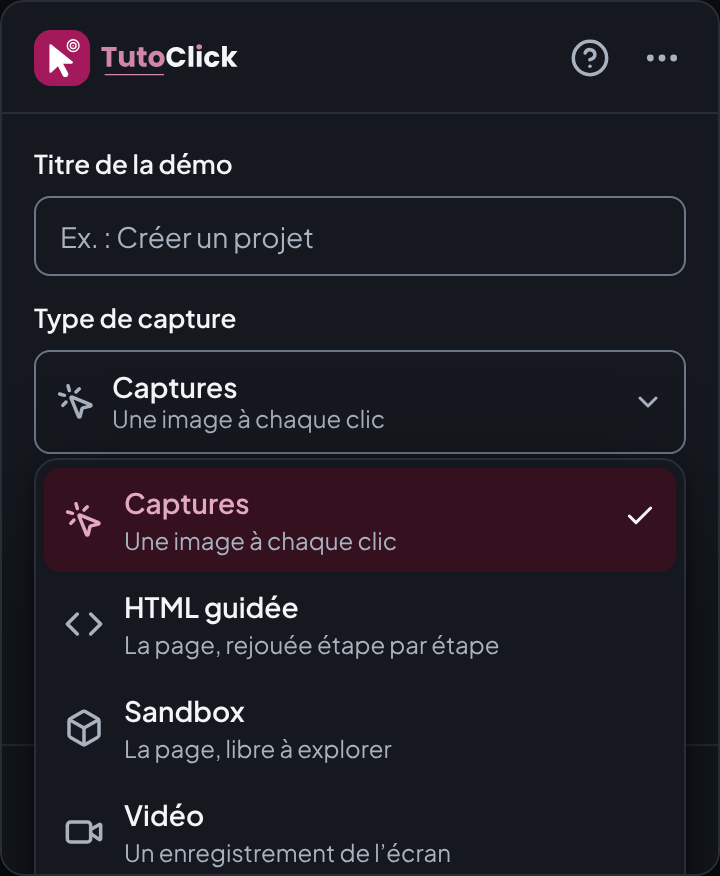 TutoClick
Titre de la démo
Ex. : Créer un projet
Type de capture
Captures
Une image à chaque clic
Captures
Une image à chaque clic
HTML guidée
La page, rejouée étape par étape
Sandbox
La page, libre à explorer
Vidéo
Un enregistrement de l’écran